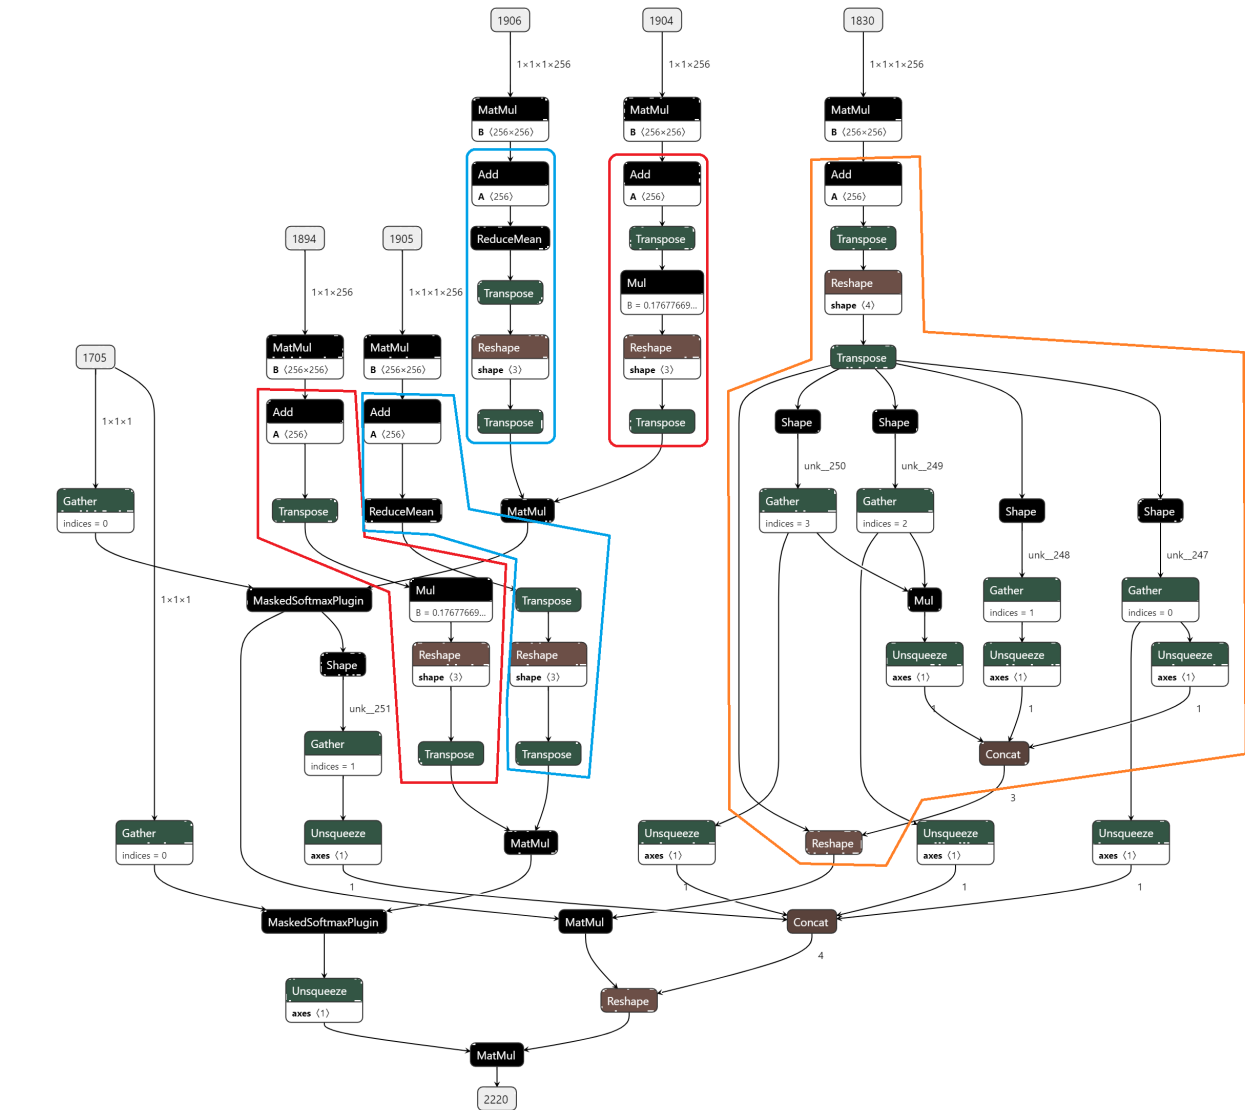 1906
1904
1830
1×1×1×256
1×1×256
1×1×1×256
MatMul
B ⟨256×256⟩
MatMul
B ⟨256×256⟩
MatMul
B ⟨256×256⟩
Add
A ⟨256⟩
Add
A ⟨256⟩
Add
A ⟨256⟩
1894
1905
ReduceMean
Transpose
Transpose
1×1×256
1×1×1×256
Transpose
Mul
B = 0.17677669...
Reshape
shape ⟨4⟩
1705
MatMul
B ⟨256×256⟩
MatMul
B ⟨256×256⟩
Reshape
shape ⟨3⟩
Reshape
shape ⟨3⟩
Transpose
1×1×1
Add
A ⟨256⟩
Add
A ⟨256⟩
Transpose
Transpose
Shape
Shape
unk__250
unk__249
Gather
indices = 0
Transpose
ReduceMean
MatMul
Gather
indices = 3
Gather
indices = 2
Shape
Shape
unk__248
unk__247
1×1×1
MaskedSoftmaxPlugin
Mul
B = 0.17677669...
Transpose
Mul
Gather
indices = 1
Gather
indices = 0
Shape
Reshape
shape ⟨3⟩
Reshape
shape ⟨3⟩
Unsqueeze
axes ⟨1⟩
Unsqueeze
axes ⟨1⟩
Unsqueeze
axes ⟨1⟩
unk__251
1
1
1
Gather
indices = 1
Transpose
Transpose
Concat
3
Gather
indices = 0
Unsqueeze
axes ⟨1⟩
MatMul
Unsqueeze
axes ⟨1⟩
Reshape
Unsqueeze
axes ⟨1⟩
Unsqueeze
axes ⟨1⟩
1
1
1
1
MaskedSoftmaxPlugin
MatMul
Concat
4
Unsqueeze
axes ⟨1⟩
Reshape
MatMul
2220